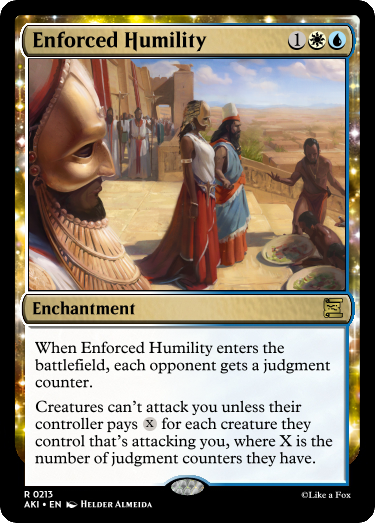 Enforced Humility 1
Enchantment
When Enforced Humility enters the
battlefield, each opponent gets a judgment
counter.
Creatures can't attack you unless their
controller pays X for each creature they
control that's attacking you, where X is the
number of judgment counters they have.
R 0213
AKI • EN Helder Almeida
©Like a Fox